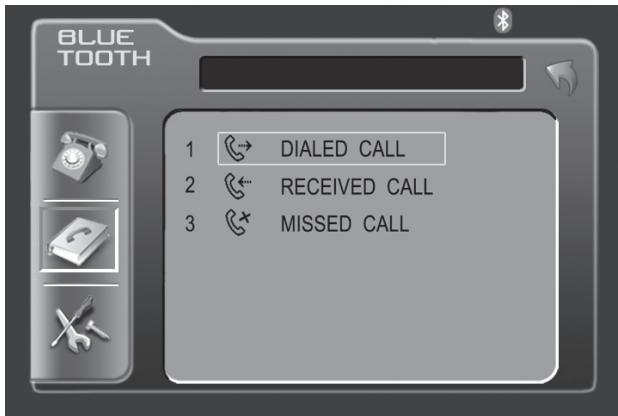 BLUE
TOOTH
1 DIALED CALL
2 RECEIVED CALL
3 MISSED CALL